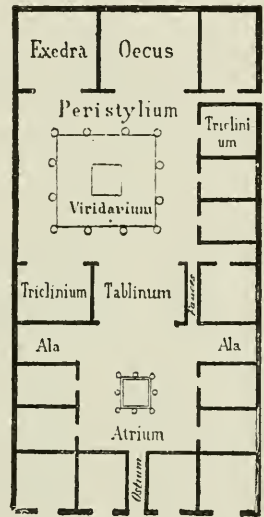 Exedra Oecus
Peristylium
Triclini
um
Viridarium
Triclinium Tablinum Fauces
Ala Ala
Atrium
Ostium